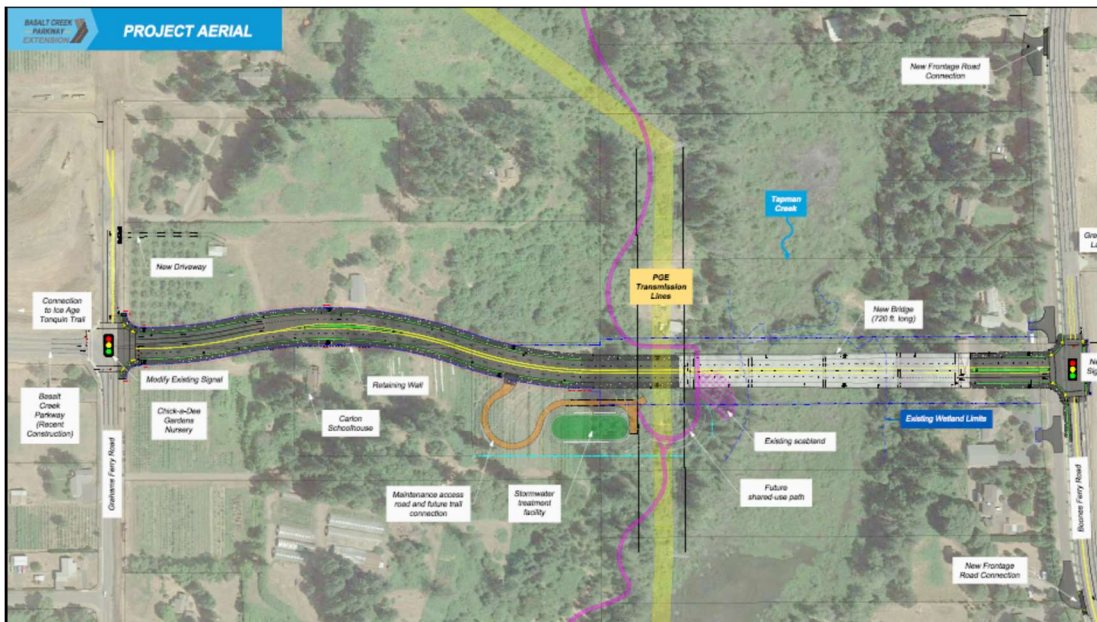 BASALT CREEK
PARKWAY
EXTENSION
PROJECT AERIAL
New Frontage Road
Connection
Tapman
Creek
New Driveway
PGE
Transmission
Lines
Connection
to Ice Age
Tonquin Trail
New Bridge
(720 ft. long)
Modify Existing Signal
Retaining Wall
Basalt
Creek
Parkway
(Recent
Construction)
Chick-a-Dee
Gardens
Nursery
Carlon
Schoolhouse
Existing Wetland Limits
Existing scabland
Grahams Ferry Road
Boones Ferry Road
Maintenance access
road and future trail
connection
Stormwater
treatment
facility
Future
shared-use path
New Frontage
Road Connection